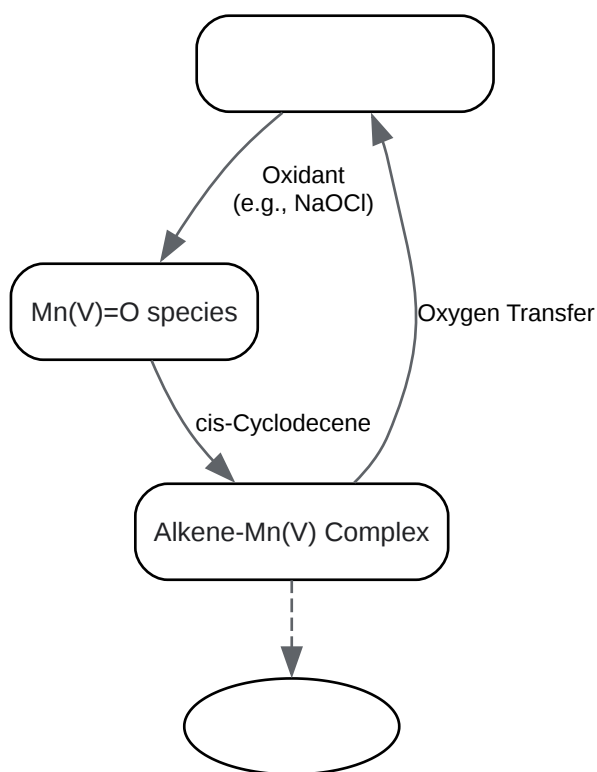 Oxidant
(e.g., NaOCl)
Mn(V)=O species
Oxygen Transfer
cis-Cyclodecene
Alkene-Mn(V) Complex